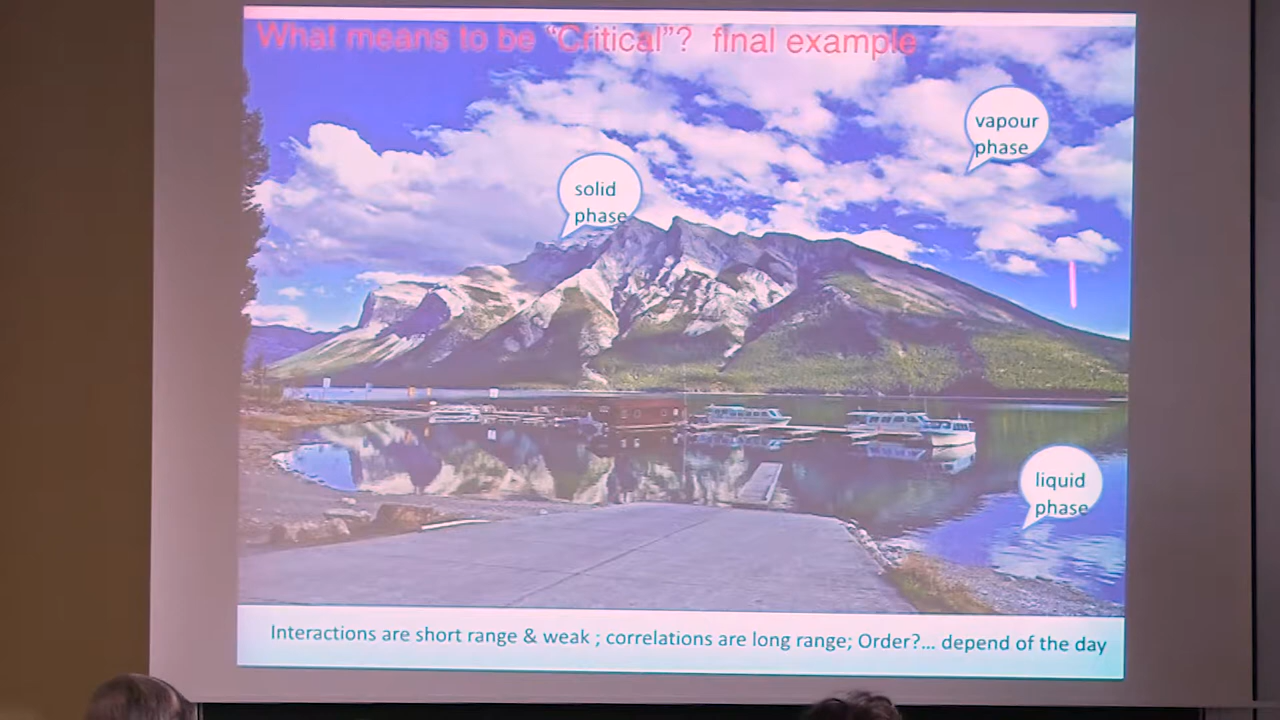 What means to be “Critical”?  final example
vapour
phase
solid
phase
liquid
phase
Interactions are short range & weak ; correlations are long range; Order?... depend of the day